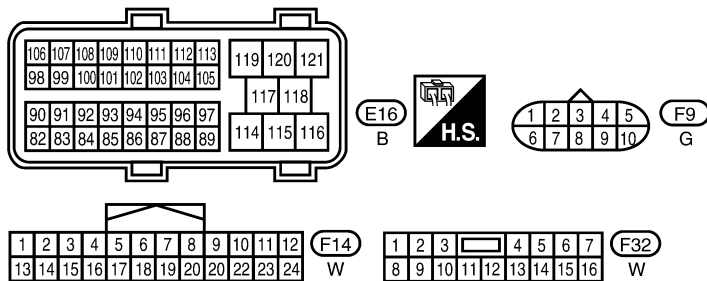 106 107 108 109 110 111 112 113
98 99 100 101 102 103 104 105
90 91 92 93 94 95 96 97
82 83 84 85 86 87 88 89
119 120 121
117 118
114 115 116
E16
B
H.S.
1 2 3 4 5
6 7 8 9 10
F9
G
1 2 3 4 5 6 7 8 9 10 11 12
13 14 15 16 17 18 19 20 20 22 23 24
F14
W
1 2 3 4 5 6 7
8 9 10 11 12 13 14 15 16
F32
W